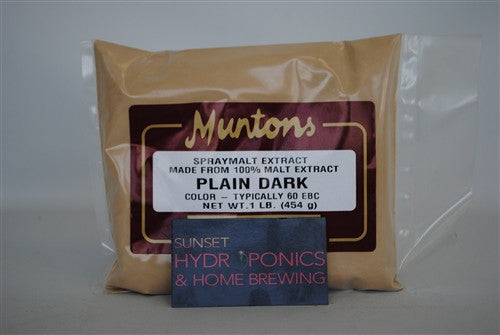 Muntons
SPRAYMALT EXTRACT
MADE FROM 100% MALT EXTRACT
PLAIN DARK
COLOR – TYPICALLY 60 EBC
NET WT.1 LB. (454 g)
SUNSET
HYDROPONICS
& HOME BREWING